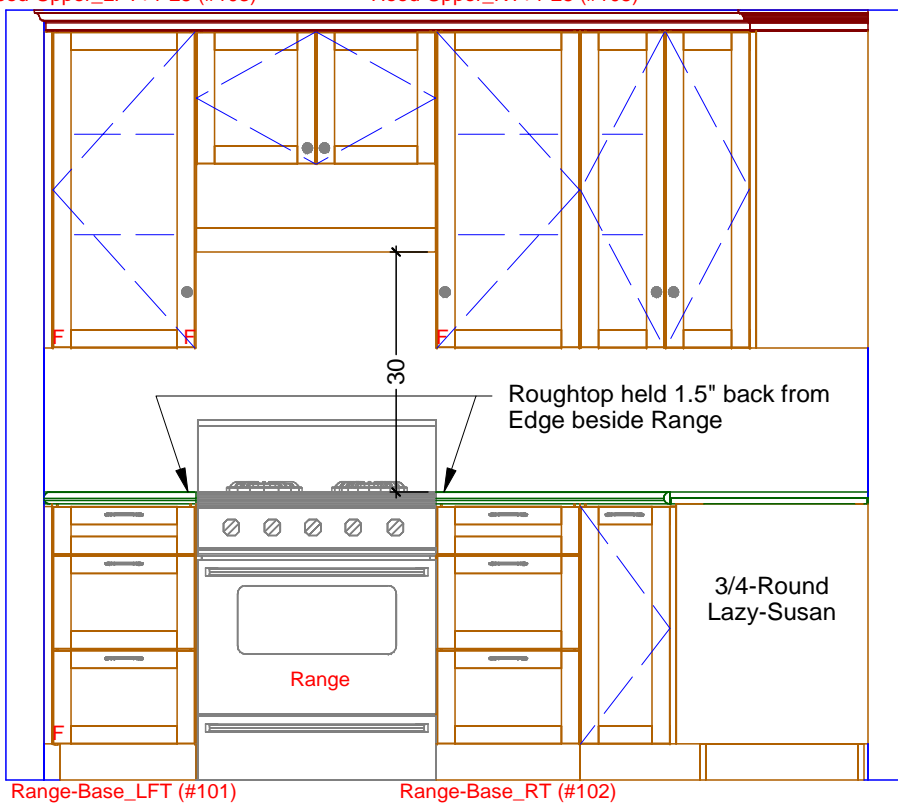 F
F
F
30
Roughtop held 1.5" back from
Edge beside Range
3/4-Round
Lazy-Susan
Range
F
Range-Base_LFT (#101)
Range-Base_RT (#102)